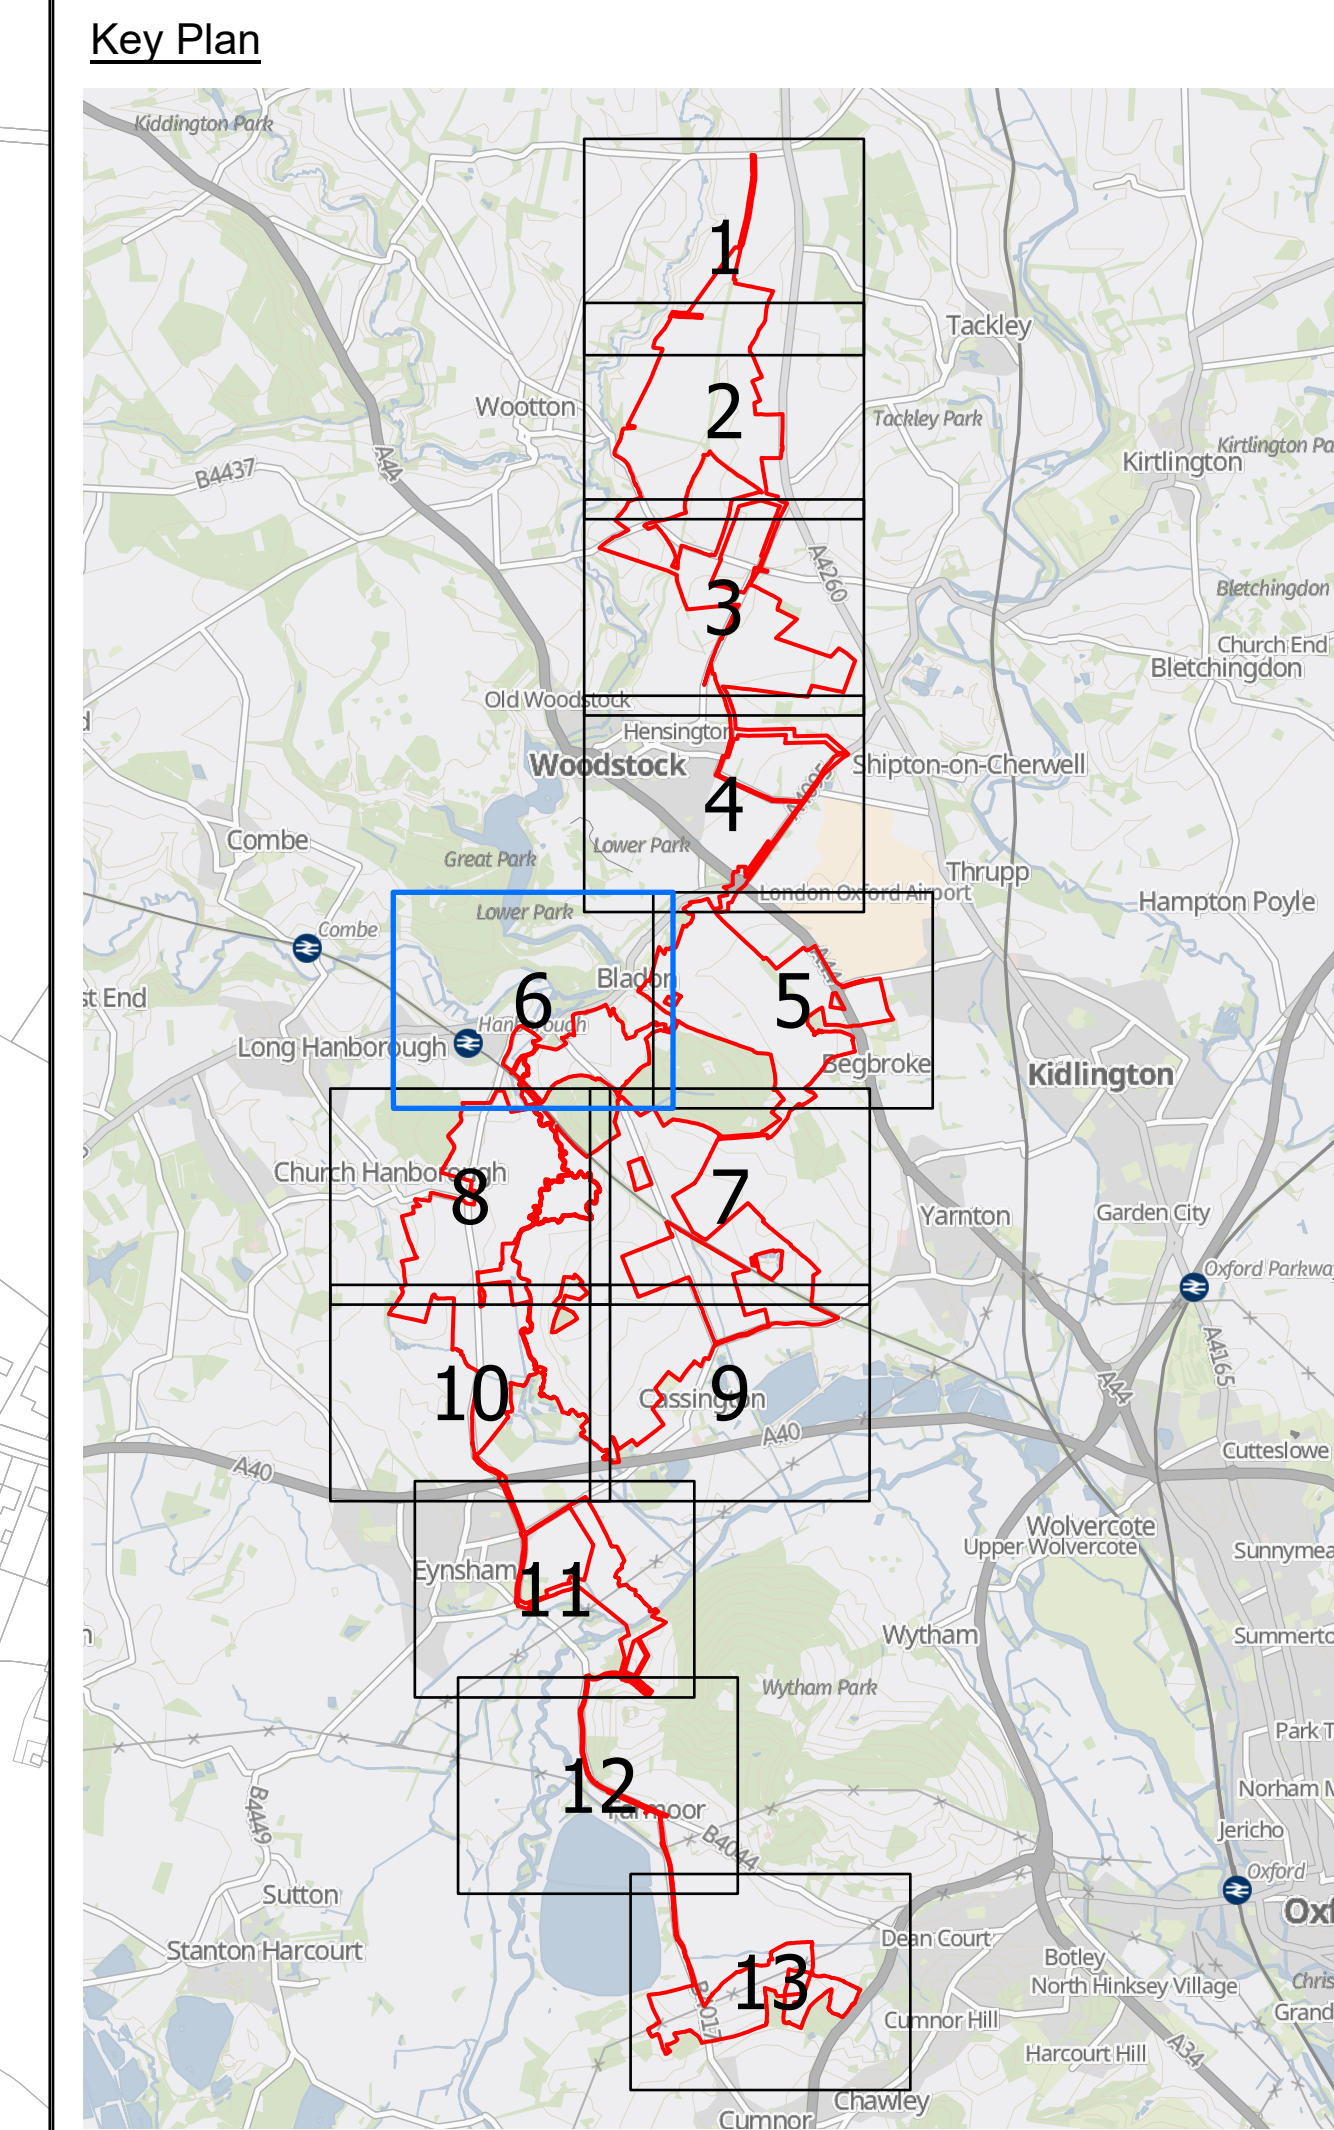 Key Plan
Kiddington Park
1
Tackley
2
Wootton
Tackley Park
Kirtlington Pa
Kirtlington
A44
B4437
A4260
Bletchingdon
3
Church End
Bletchingdon
Old Woodstock
Hensington
Woodstock
Shipton-on-Cherwell
4
A4095
Combe
Great Park
Lower Park
Thrupp
London Oxford Airport
Hampton Poyle
Lower Park
Combe
Bladon
st End
6
5
A44
Hanborough
Long Hanborough
Begbroke
Kidlington
Church Hanborough
8
7
Yarnton
Garden City
Oxford Parkway
A4165
10
9
Cassington
A44
A40
A40
Cutteslowe
Wolvercote
Upper Wolvercote
Sunnymea
Eynsham
11
Wytham
Summerto
Wytham Park
Park T
12
Farmoor
Norham M
B4449
B4044
Jericho
Oxford
Sutton
Oxf
Stanton Harcourt
Dean Court
Botley
13
North Hinksey Village
Chris
Grand
B4017
Cumnor Hill
Harcourt Hill
A34
Chawley
Cumnor